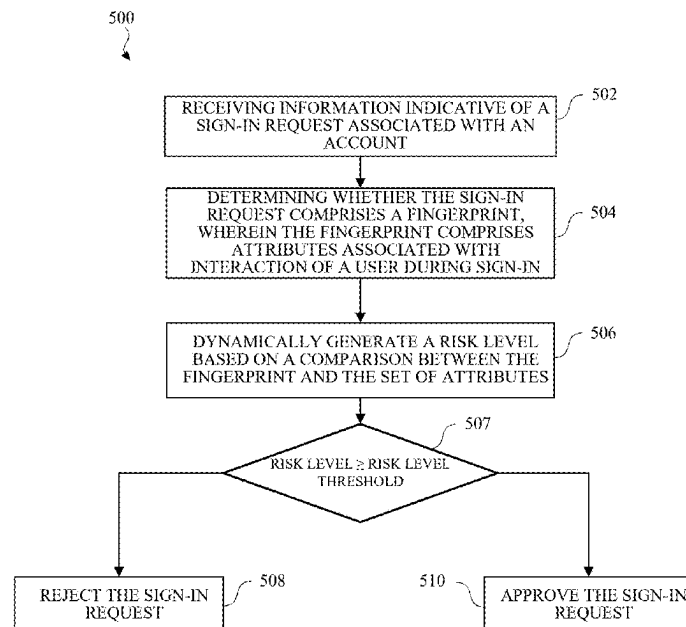 500
502
RECEIVING INFORMATION INDICATIVE OF A
SIGN-IN REQUEST ASSOCIATED WITH AN
ACCOUNT
504
DETERMINING WHETHER THE SIGN-IN
REQUEST COMPRISES A FINGERPRINT,
WHEREIN THE FINGERPRINT COMPRISES
ATTRIBUTES ASSOCIATED WITH
INTERACTION OF A USER DURING SIGN-IN
506
DYNAMICALLY GENERATE A RISK LEVEL
BASED ON A COMPARISON BETWEEN THE
FINGERPRINT AND THE SET OF ATTRIBUTES
507
RISK LEVEL ≥ RISK LEVEL
THRESHOLD
508
REJECT THE SIGN-IN
REQUEST
510
APPROVE THE SIGN-IN
REQUEST